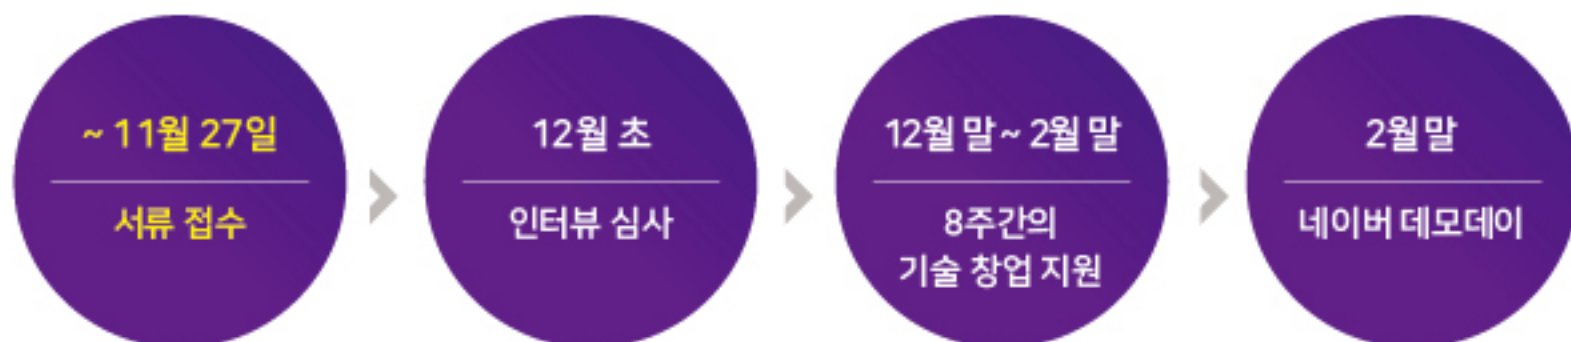 ~ 11월 27일
서류 접수
12월 초
인터뷰 심사
12월 말 ~ 2월 말
8주간의
기술 창업 지원
2월말
네이버 데모데이